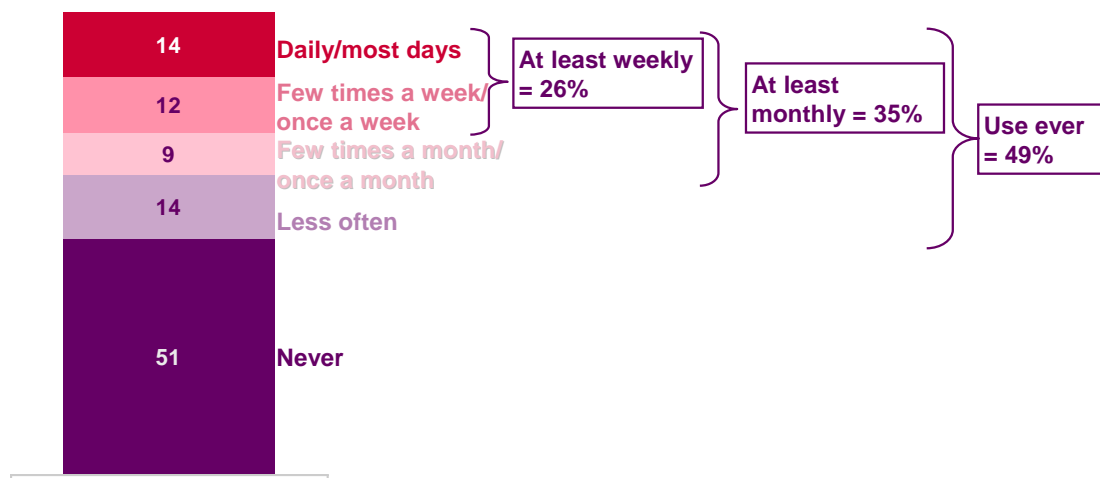 14
Daily/most days
At least weekly
= 26%
12
Few times a week/
once a week
At least
monthly = 35%
Use ever
= 49%
9
Few times a month/
once a month
14
Less often
51
Never